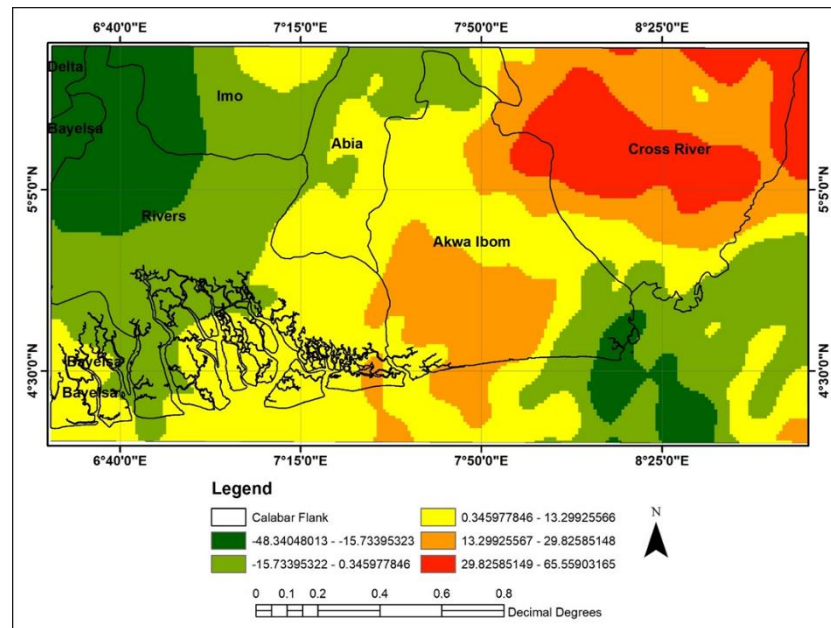 6°40'0"E 7°15'0"E 7°50'0"E 8°25'0"E
Delta
Imo
Bayelsa
Abia
Cross River
5°5'0"N 5°5'0"N
Rivers
Akwa Ibom
Bayelsa
4°30'0"N 4°30'0"N
Bayelsa
6°40'0"E 7°15'0"E 7°50'0"E 8°25'0"E
Legend
Calabar Flank 0.345977846 - 13.29925566
-48.34048013 - -15.73395323 13.29925567 - 29.82585148
-15.73395322 - 0.345977846 29.82585149 - 65.55903165
N
0 0.1 0.2 0.4 0.6 0.8
Decimal Degrees